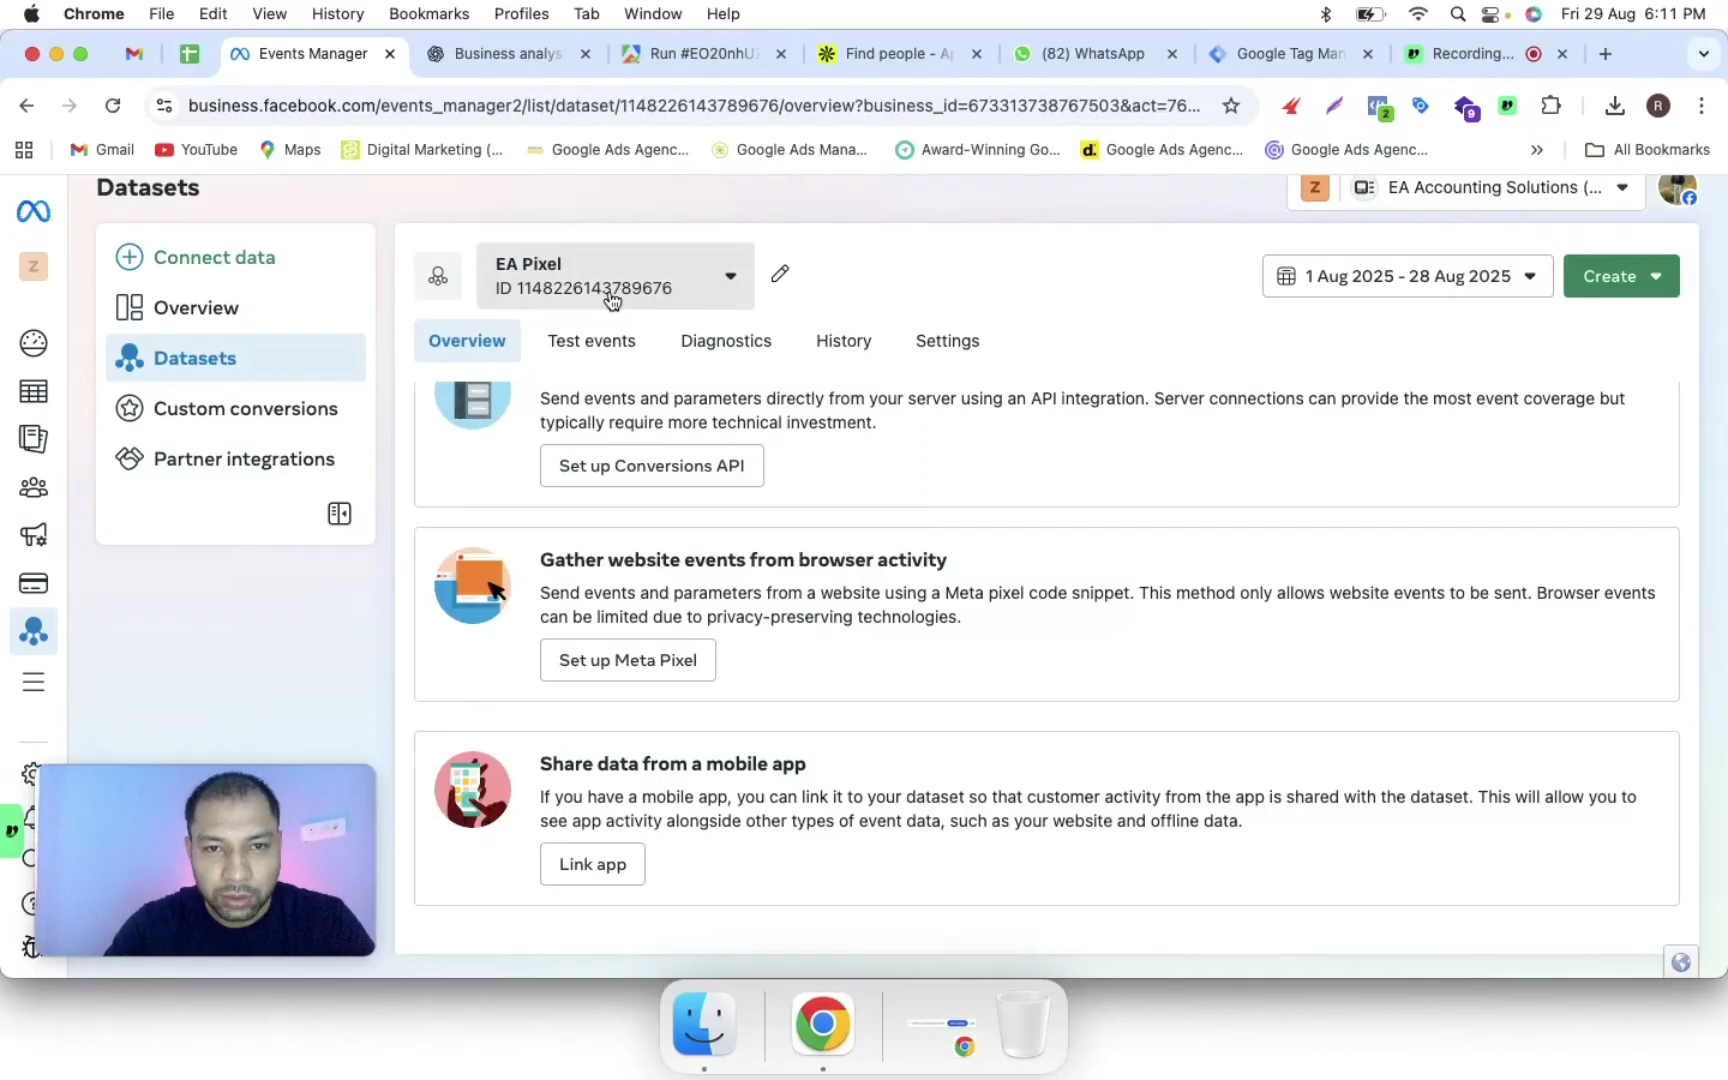 Chrome File Edit View History Bookmarks Profiles Tab Window Help Fri 29 Aug 6:11 PM
Events Manager Business analys Run #EO20nhU Find people - A (82) WhatsApp Google Tag Man Recording...
business.facebook.com/events_manager2/list/dataset/1148226143789676/overview?business_id=673313738767503&act=76... 2 9 R
Gmail YouTube Maps Digital Marketing (... Google Ads Agenc... Google Ads Mana... Award-Winning Go... d. Google Ads Agenc... Google Ads Agenc... » All Bookmarks
Datasets
Z EA Accounting Solutions (...
Z
Connect data
Overview
Datasets
Custom conversions
Partner integrations
EA Pixel
ID 1148226143789676
1 Aug 2025 - 28 Aug 2025
Create
Overview Test events Diagnostics History Settings
Send events and parameters directly from your server using an API integration. Server connections can provide the most event coverage but
typically require more technical investment.
Set up Conversions API
Gather website events from browser activity
Send events and parameters from a website using a Meta pixel code snippet. This method only allows website events to be sent. Browser events
can be limited due to privacy-preserving technologies.
Set up Meta Pixel
Share data from a mobile app
If you have a mobile app, you can link it to your dataset so that customer activity from the app is shared with the dataset. This will allow you to
see app activity alongside other types of event data, such as your website and offline data.
Link app